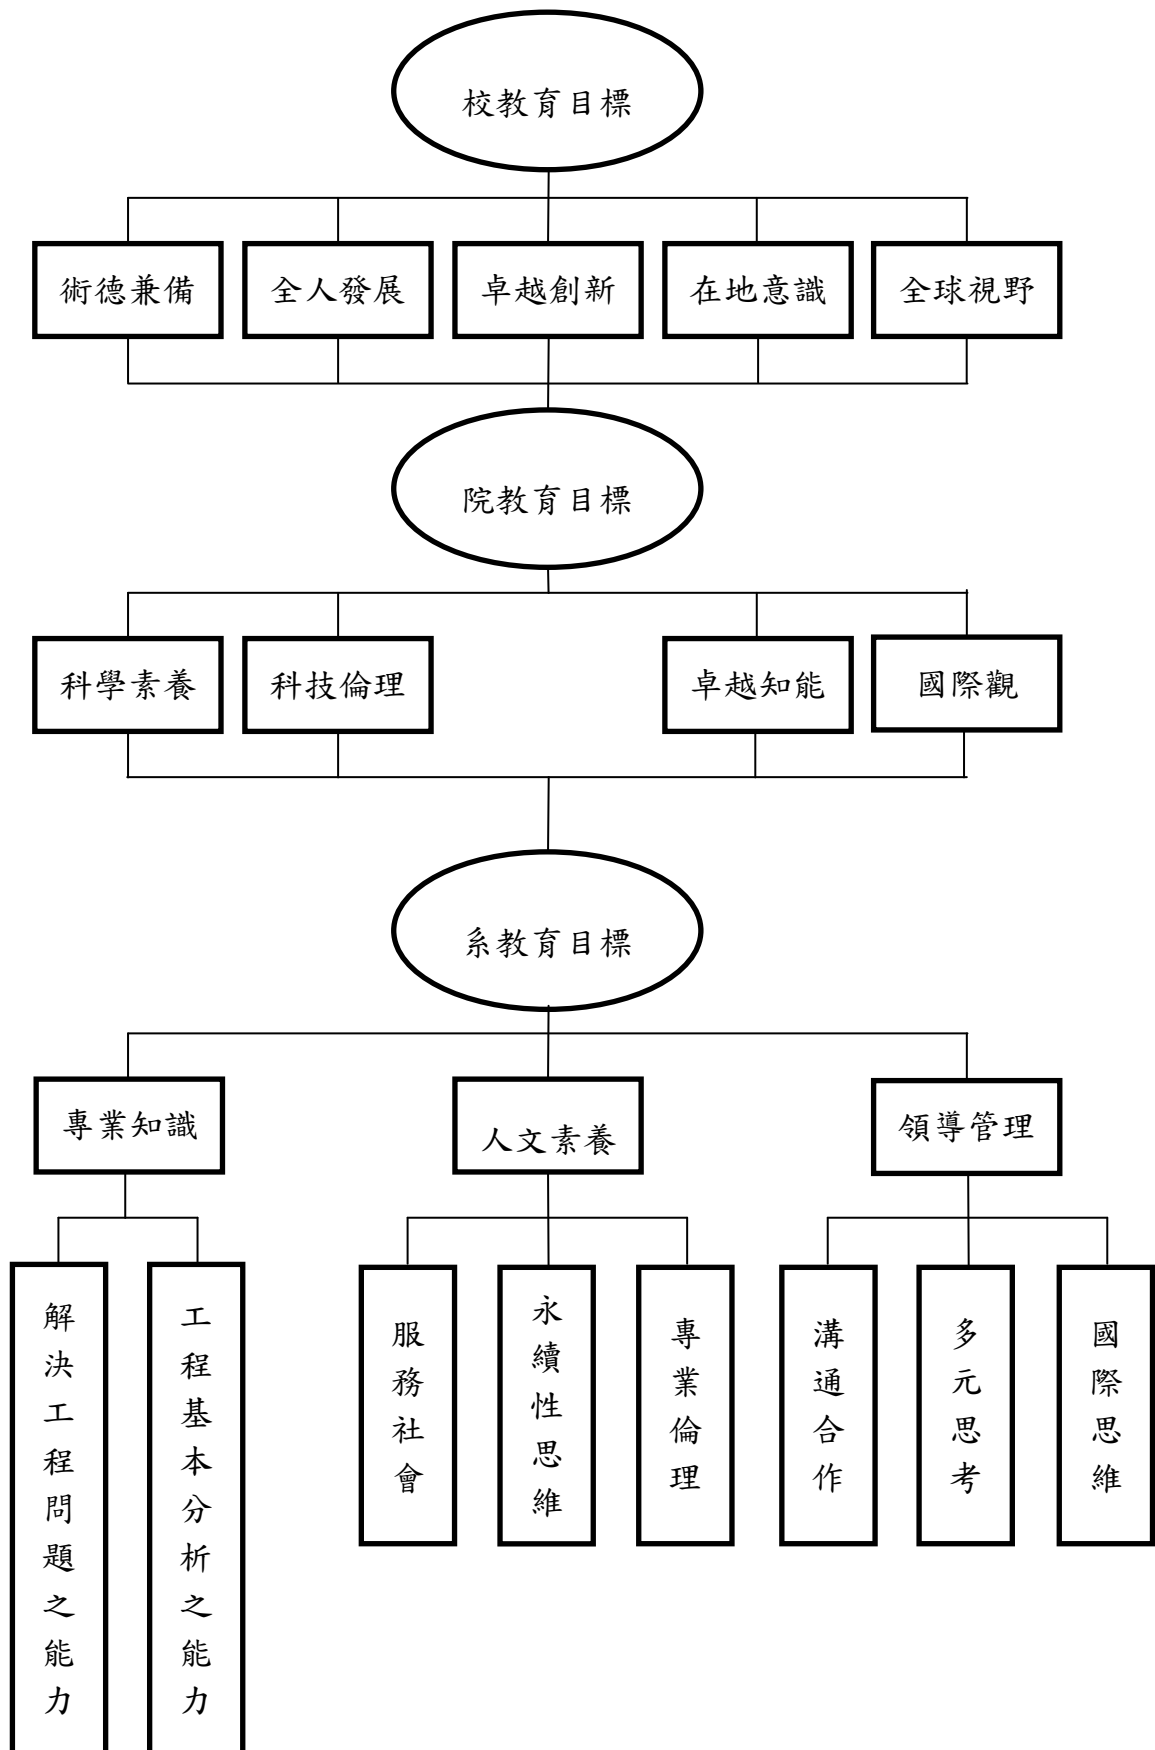 校教育目標
術德兼備
全人發展
卓越創新
在地意識
全球視野
院教育目標
科學素養
科技倫理
卓越知能
國際觀
系教育目標
專業知識
人文素養
領導管理
解決工程問題之能力
工程基本分析之能力
服務社會
永續性思維
專業倫理
溝通合作
多元思考
國際思維